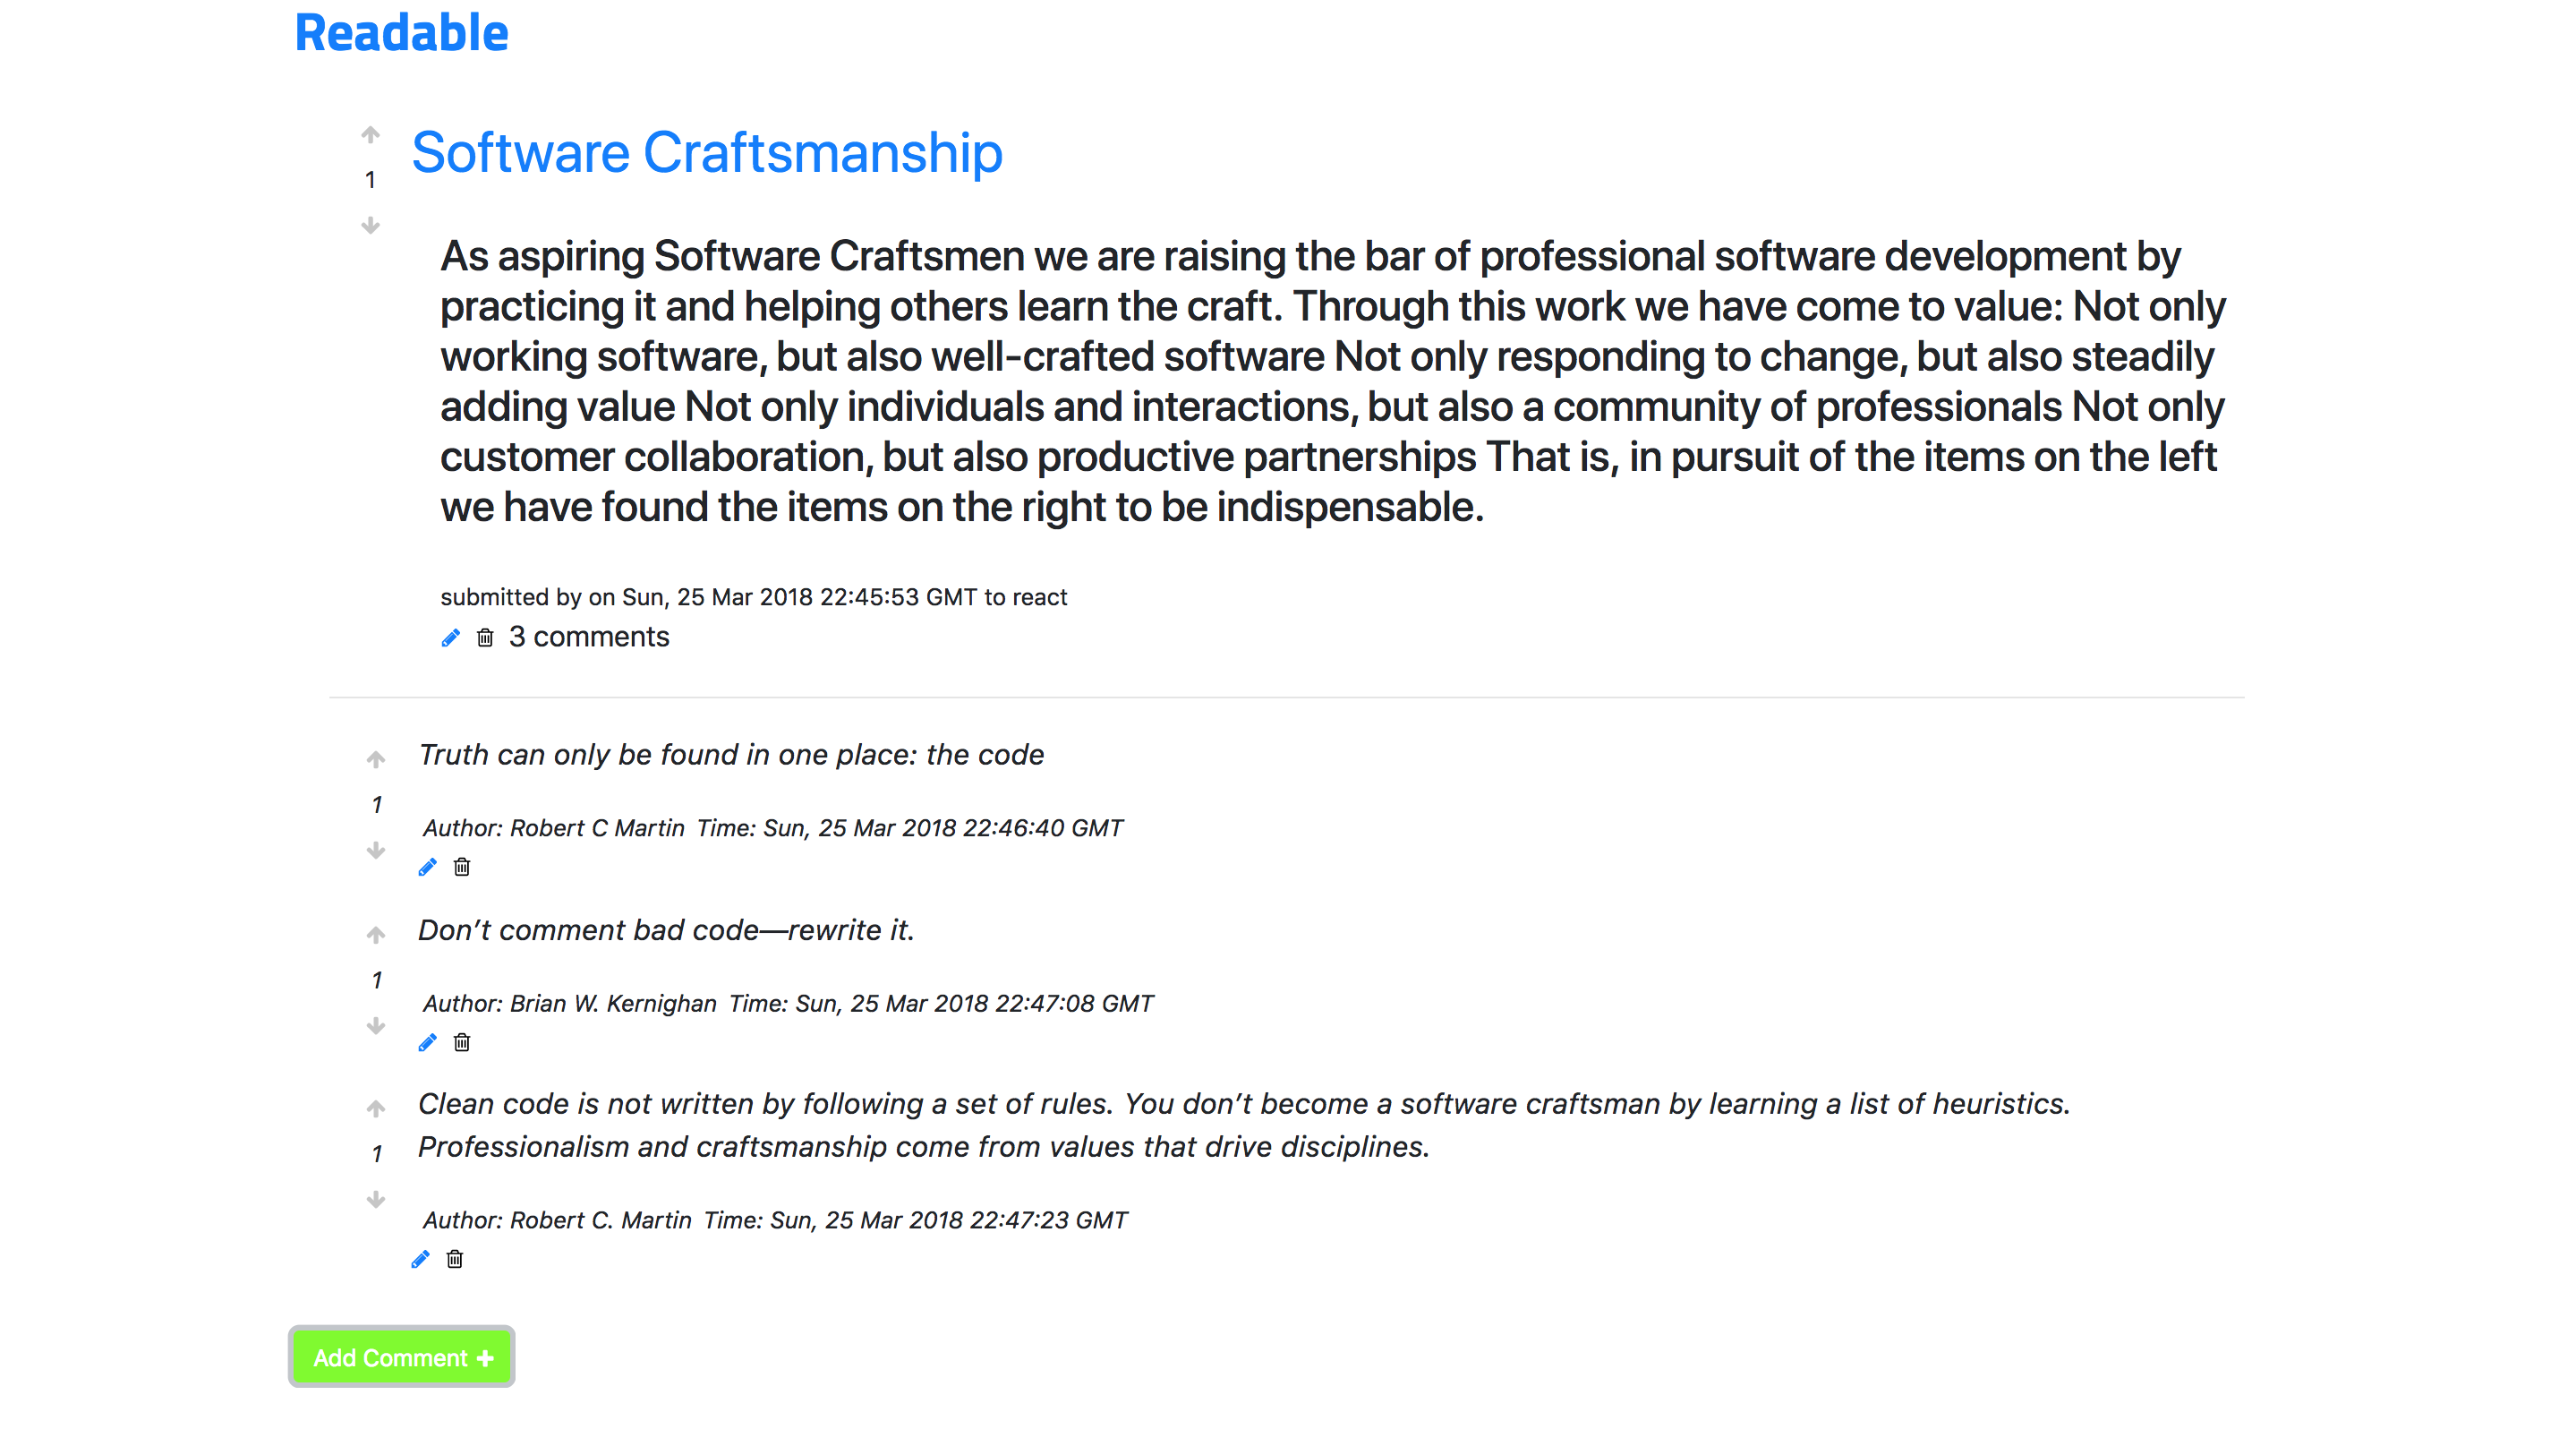 Readable
Software Craftsmanship
1
As aspiring Software Craftsmen we are raising the bar of professional software development by
practicing it and helping others learn the craft. Through this work we have come to value: Not only
working software, but also well-crafted software Not only responding to change, but also steadily
adding value Not only individuals and interactions, but also a community of professionals Not only
customer collaboration, but also productive partnerships That is, in pursuit of the items on the left
we have found the items on the right to be indispensable.
submitted by on Sun, 25 Mar 2018 22:45:53 GMT to react
3 comments
Truth can only be found in one place: the code
1
Author: Robert C Martin Time: Sun, 25 Mar 2018 22:46:40 GMT
Don’t comment bad code—rewrite it.
1
Author: Brian W. Kernighan Time: Sun, 25 Mar 2018 22:47:08 GMT
Clean code is not written by following a set of rules. You don’t become a software craftsman by learning a list of heuristics.
Professionalism and craftsmanship come from values that drive disciplines.
1
Author: Robert C. Martin Time: Sun, 25 Mar 2018 22:47:23 GMT
Add Comment